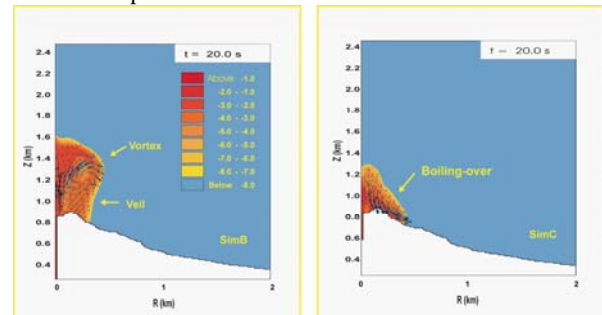 t = 20.0 s
2.4
2.2
2.0
1.8
1.6
1.4
1.2
1.0
0.8
0.6
0.4
Z (km)
Above -1.0
-2.0 - -1.0
-3.0 - -2.0
-4.0 - -3.0
-5.0 - -4.0
-6.0 - -5.0
-7.0 - -6.0
-8.0 - -7.0
Below -8.0
Vortex
Veil
SimB
0
1
2
R (km)
t = 20.0 s
2.4
2.2
2.0
1.8
1.6
1.4
1.2
1.0
0.8
0.6
0.4
Z (km)
Boiling-over
SimC
0
1
2
R (km)